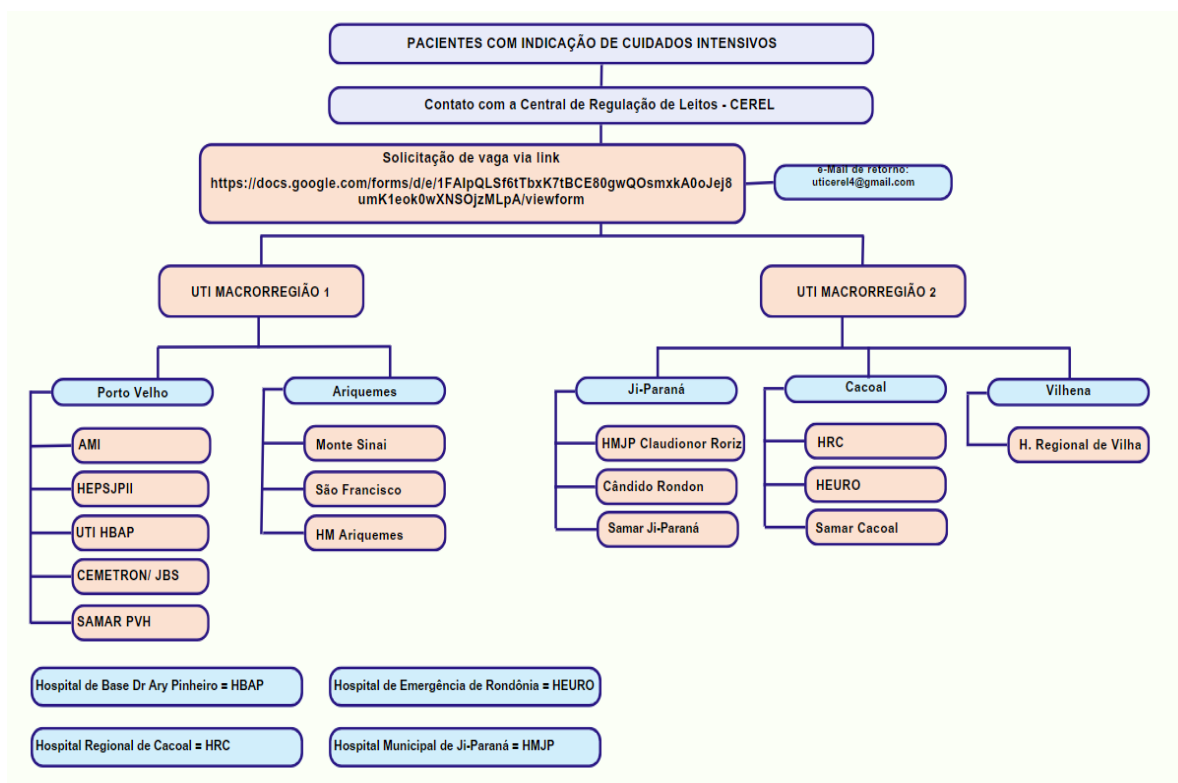 PACIENTES COM INDICAÇÃO DE CUIDADOS INTENSIVOS
Contato com a Central de Regulação de Leitos - CEREL
Solicitação de vaga via link
https://docs.google.com/forms/d/e/1FAIpQLSf6tTbxK7tBCE80gwQOsmxkA0oJej8
umK1eok0wXNSOjzMLpA/viewform
e-Mail de retorno:
uticerel4@gmail.com
UTI MACRORREGIÃO 1
UTI MACRORREGIÃO 2
Porto Velho
AMI
HEPSJPII
UTI HBAP
CEMETRON/ JBS
SAMAR PVH
Ariquemes
Monte Sinai
São Francisco
HM Ariquemes
Ji-Paraná
HMJP Claudionor Roriz
Cândido Rondon
Samar Ji-Paraná
Cacoal
HRC
HEURO
Samar Cacoal
Vilhena
H. Regional de Vilha
Hospital de Base Dr Ary Pinheiro = HBAP
Hospital de Emergência de Rondônia = HEURO
Hospital Regional de Cacoal = HRC
Hospital Municipal de Ji-Paraná = HMJP